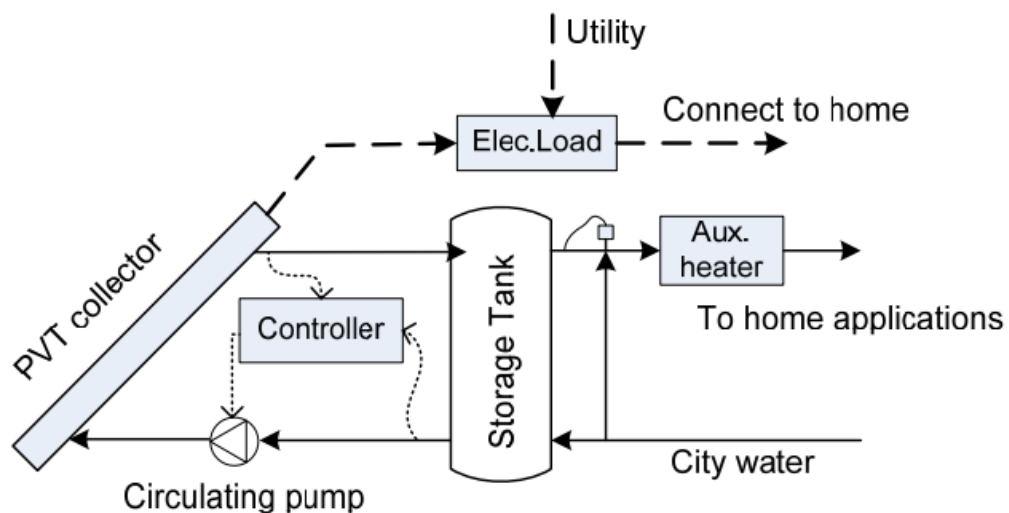 Utility
Connect to home
Elec.Load
PVT collector
Aux.
heater
Controller
Storage Tank
To home applications
City water
Circulating pump